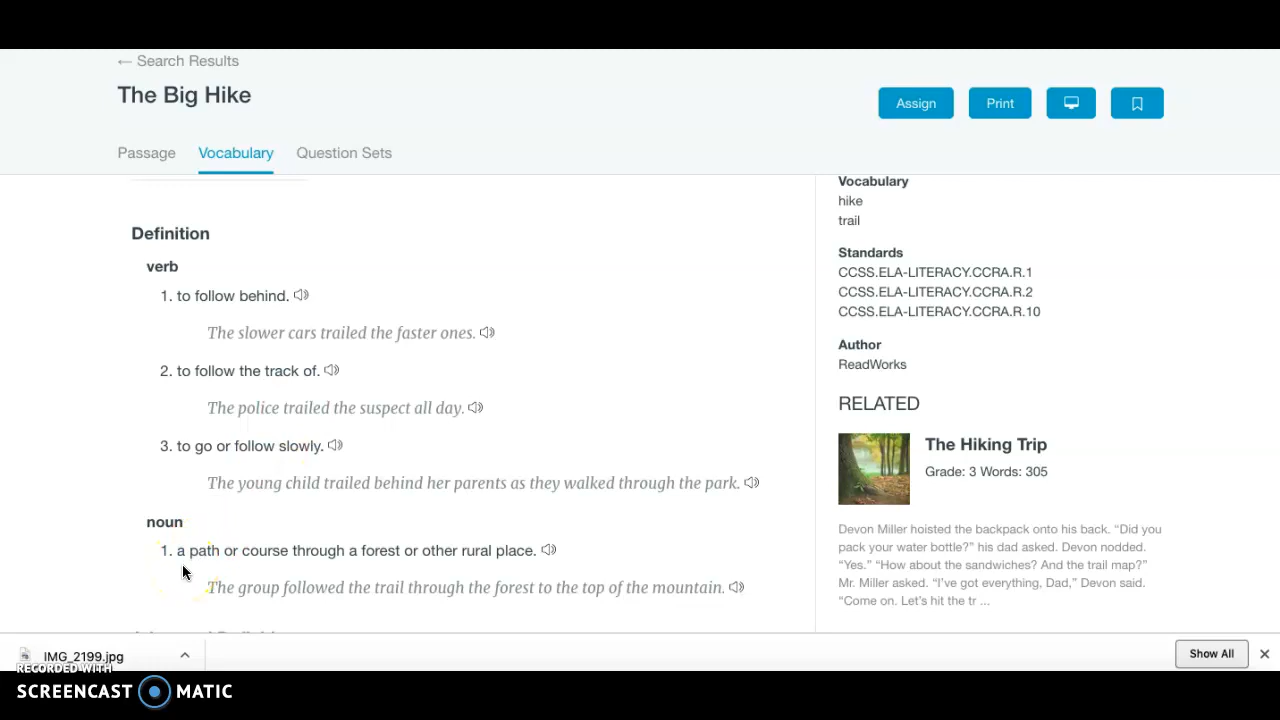 ← Search Results
The Big Hike
Assign
Print
Passage
Vocabulary
Question Sets
Definition
verb
1. to follow behind.
The slower cars trailed the faster ones.
2. to follow the track of.
The police trailed the suspect all day.
3. to go or follow slowly.
The young child trailed behind her parents as they walked through the park.
noun
1. a path or course through a forest or other rural place.
The group followed the trail through the forest to the top of the mountain.
Vocabulary
hike
trail
Standards
CCSS.ELA-LITERACY.CCRA.R.1
CCSS.ELA-LITERACY.CCRA.R.2
CCSS.ELA-LITERACY.CCRA.R.10
Author
ReadWorks
RELATED
The Hiking Trip
Grade: 3 Words: 305
Devon Miller hoisted the backpack onto his back. “Did you
pack your water bottle?” his dad asked. Devon nodded.
“Yes.” “How about the sandwiches? And the trail map?”
Mr. Miller asked. “I’ve got everything, Dad,” Devon said.
“Come on. Let’s hit the tr ...
IMG_2199.jpg
Show All
RECORDED WITH
SCREENCAST MATIC